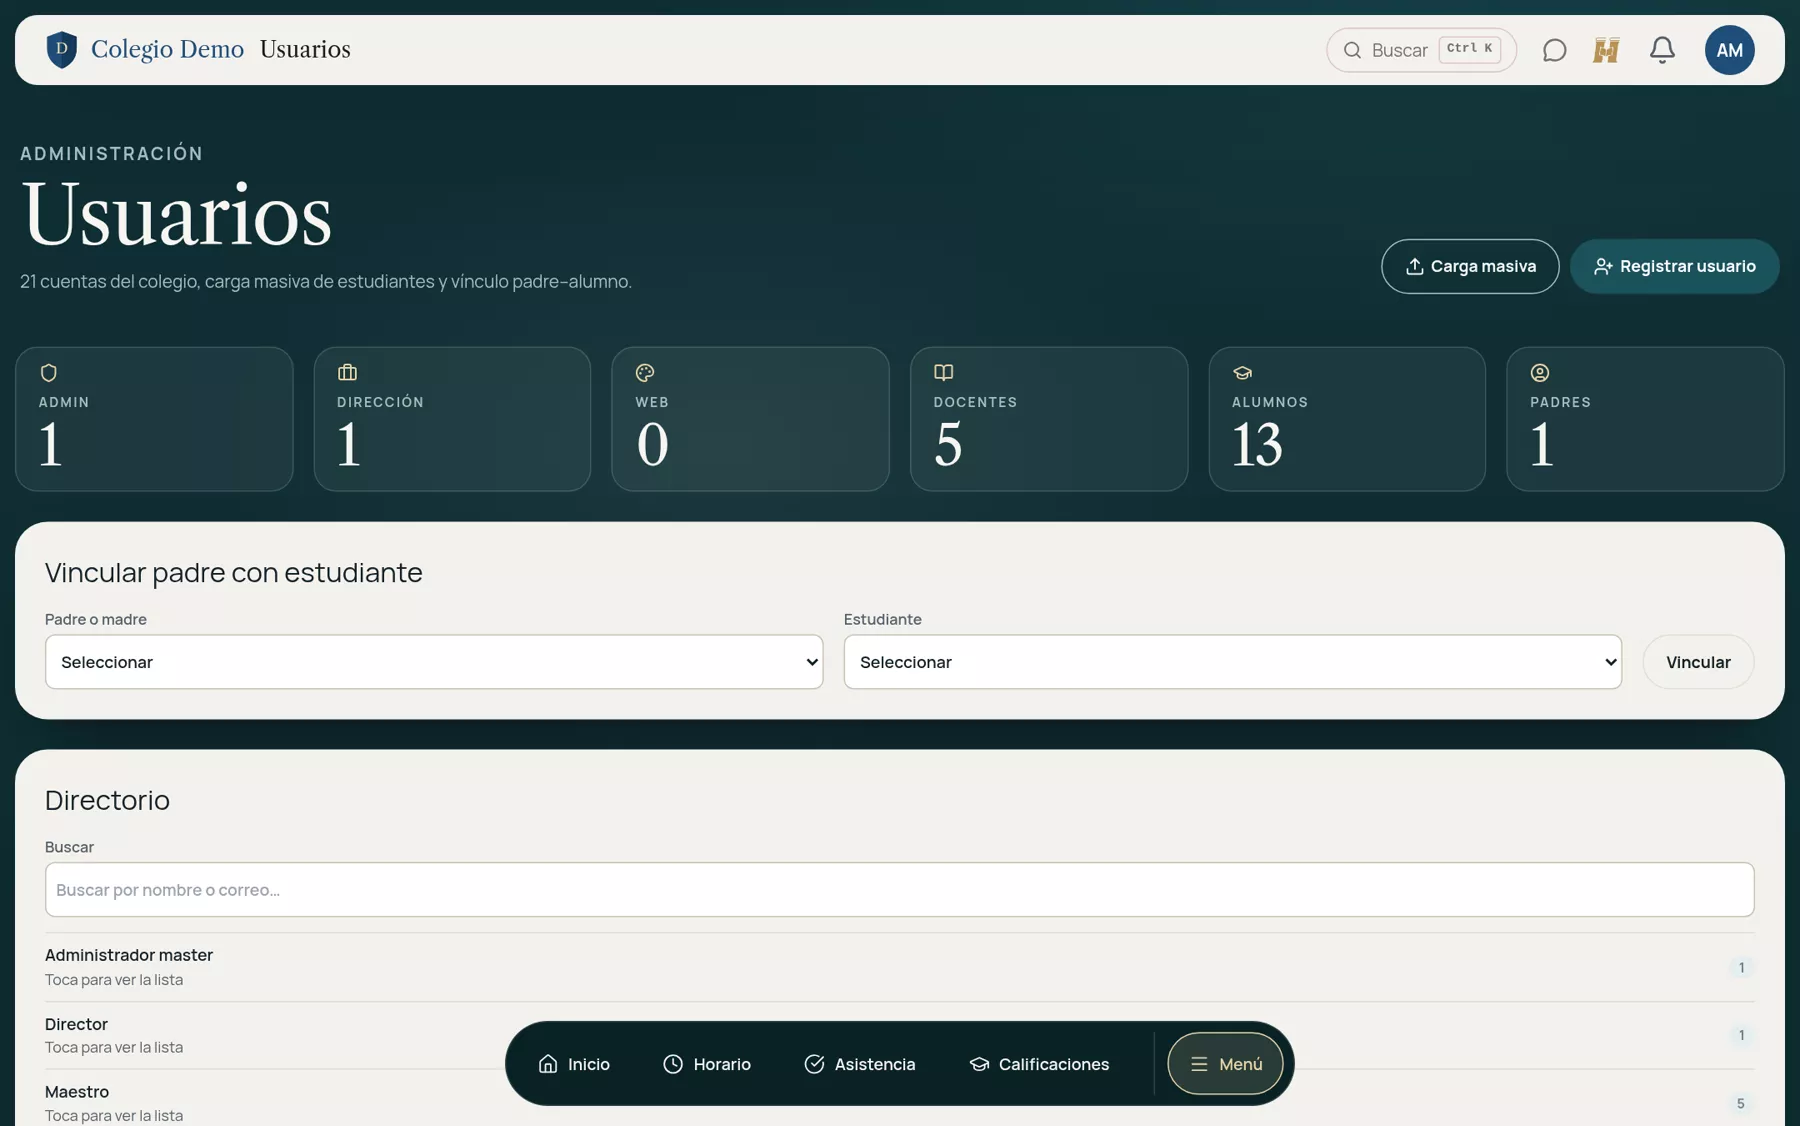 D Colegio Demo Usuarios
Buscar Ctrl K
AM
ADMINISTRACIÓN
Usuarios
21 cuentas del colegio, carga masiva de estudiantes y vínculo padre–alumno.
Carga masiva
Registrar usuario
ADMIN
1
DIRECCIÓN
1
WEB
0
DOCENTES
5
ALUMNOS
13
PADRES
1
Vincular padre con estudiante
Padre o madre
Seleccionar
Estudiante
Seleccionar
Vincular
Directorio
Buscar
Buscar por nombre o correo...
Administrador master
Toca para ver la lista
1
Director
Toca para ver la lista
1
Maestro
Toca para ver la lista
5
Inicio
Horario
Asistencia
Calificaciones
Menú